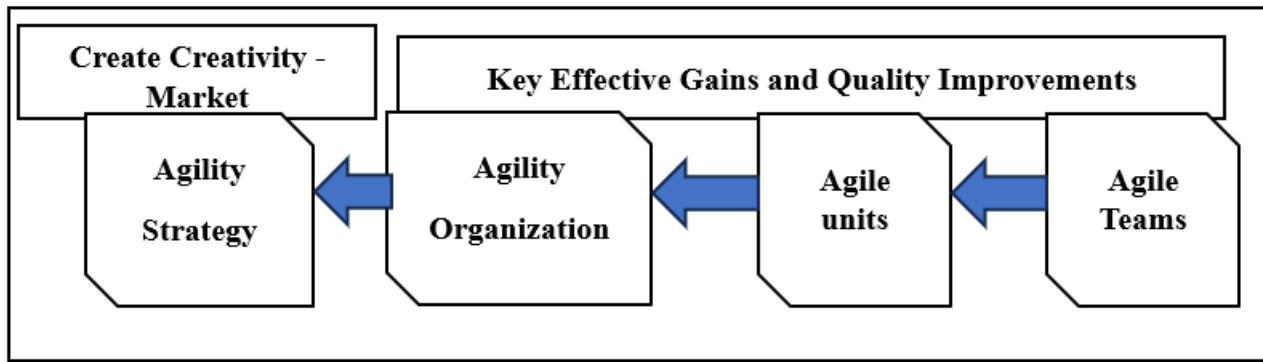 Create Creativity -
Market
Key Effective Gains and Quality Improvements
Agility
Strategy
Agility
Organization
Agile
units
Agile
Teams